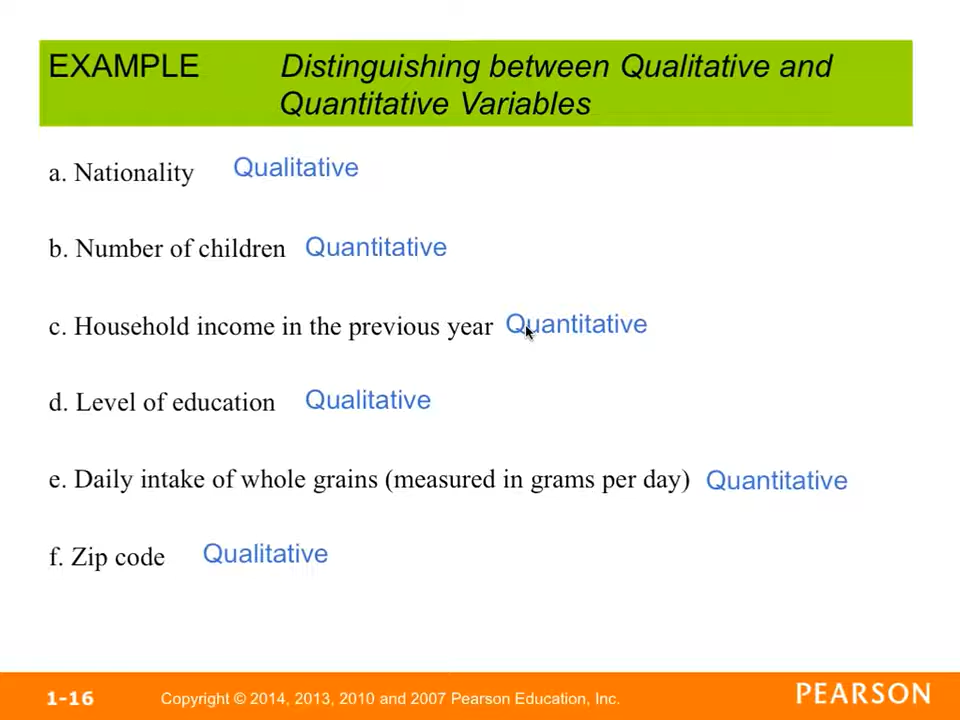 EXAMPLE Distinguishing between Qualitative and
Quantitative Variables
a. Nationality Qualitative
b. Number of children Quantitative
c. Household income in the previous year Quantitative
d. Level of education Qualitative
e. Daily intake of whole grains (measured in grams per day) Quantitative
f. Zip code Qualitative
1-16 Copyright © 2014, 2013, 2010 and 2007 Pearson Education, Inc. PEARSON